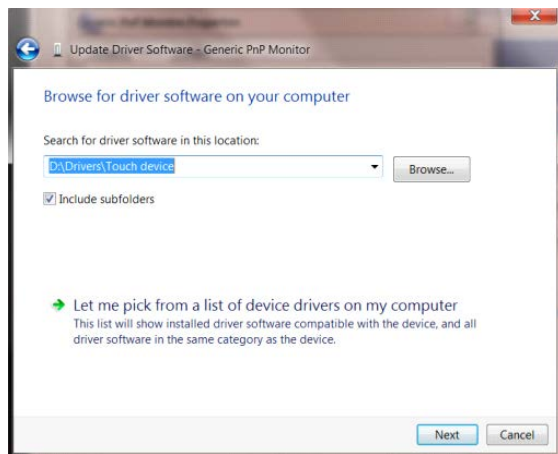 Update Driver Software - Generic PnP Monitor
Browse for driver software on your computer
Search for driver software in this location:
D:\Drivers\Touch device
Browse...
Include subfolders
Let me pick from a list of device drivers on my computer
This list will show installed driver software compatible with the device, and all
driver software in the same category as the device.
Next
Cancel